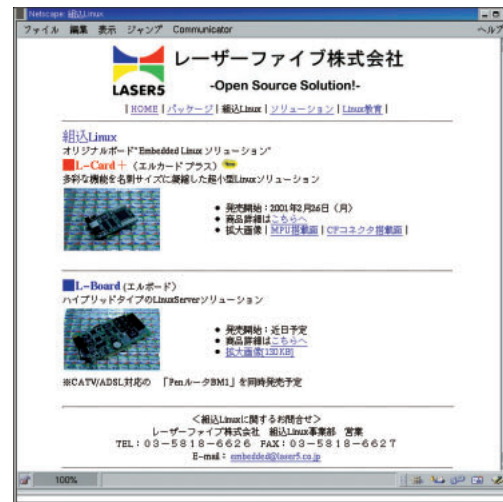 Netscape: 組込Linux
ファイル 編集 表示 ジャンプ Communicator ヘルプ
LASER5
レーザーファイブ株式会社
-Open Source Solution!-
| HOME | パッケージ | 組込Linux | ソリューション | Linux教育 |
組込Linux
オリジナルボード"Embedded Linux ソリューション"
■L-Card＋（エルカードプラス）
多彩な機能を名刺サイズに凝縮した超小型Linuxソリューション
● 発売開始：2001年2月26日（月）
● 商品詳細はこちらへ
● 拡大画像 | MPU搭載面 | CFコネクタ搭載面 |
■L-Board (エルボード)
ハイブリッドタイプのLinuxServerソリューション
● 発売開始：近日予定
● 商品詳細はこちらへ
● 拡大画像(130KB)
※CATV/ADSL対応の 「PenルータBM1」を同時発売予定
＜組込Linuxに関するお問合せ＞
レーザーファイブ株式会社 組込Linux事業部 営業
TEL：０３－５８１８－６６２６ FAX：０３－５８１８－６６２７
E-mail： embedded@laser5.co.jp
100%